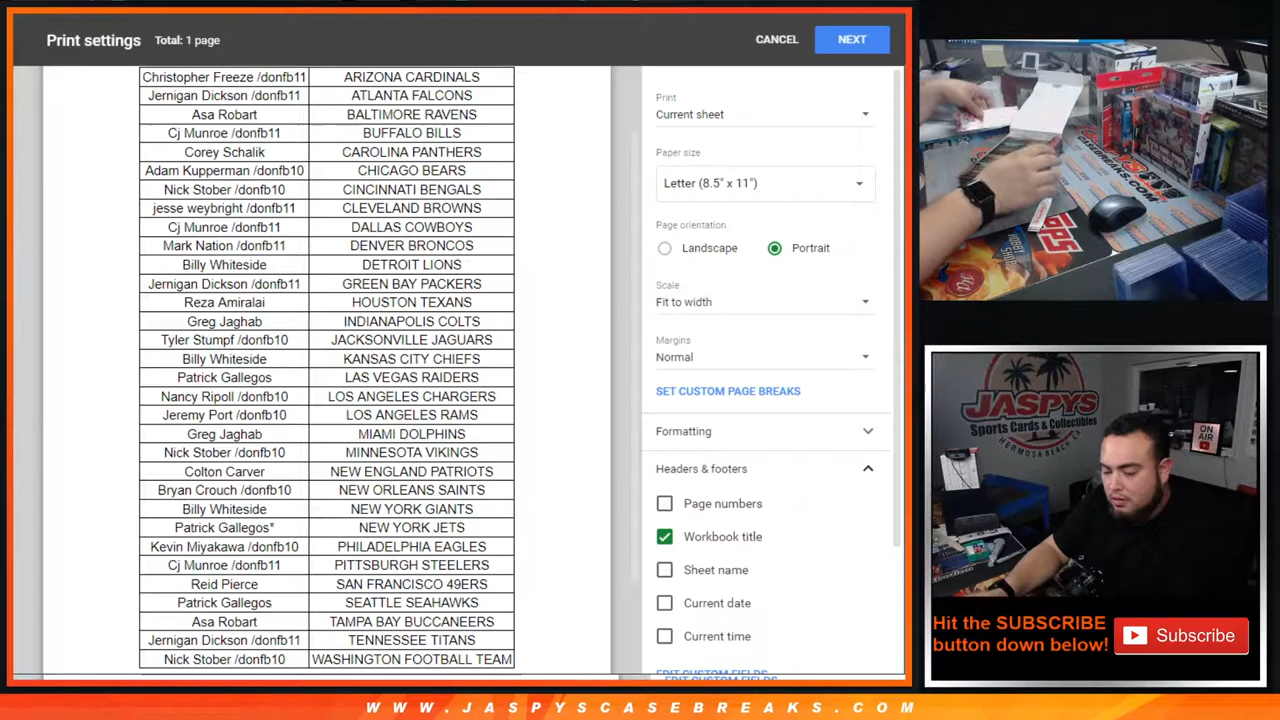 Print settings Total: 1 page CANCEL NEXT
Christopher Freeze /donfb11 ARIZONA CARDINALS
Jernigan Dickson /donfb11 ATLANTA FALCONS
Asa Robart BALTIMORE RAVENS
Cj Munroe /donfb11 BUFFALO BILLS
Corey Schalik CAROLINA PANTHERS
Adam Kupperman /donfb10 CHICAGO BEARS
Nick Stober /donfb10 CINCINNATI BENGALS
jesse weybright /donfb11 CLEVELAND BROWNS
Cj Munroe /donfb11 DALLAS COWBOYS
Mark Nation /donfb11 DENVER BRONCOS
Billy Whiteside DETROIT LIONS
Jernigan Dickson /donfb11 GREEN BAY PACKERS
Reza Amiralai HOUSTON TEXANS
Greg Jaghab INDIANAPOLIS COLTS
Tyler Stumpf /donfb10 JACKSONVILLE JAGUARS
Billy Whiteside KANSAS CITY CHIEFS
Patrick Gallegos LAS VEGAS RAIDERS
Nancy Ripoll /donfb10 LOS ANGELES CHARGERS
Jeremy Port /donfb10 LOS ANGELES RAMS
Greg Jaghab MIAMI DOLPHINS
Nick Stober /donfb10 MINNESOTA VIKINGS
Colton Carver NEW ENGLAND PATRIOTS
Bryan Crouch /donfb10 NEW ORLEANS SAINTS
Billy Whiteside NEW YORK GIANTS
Patrick Gallegos* NEW YORK JETS
Kevin Miyakawa /donfb10 PHILADELPHIA EAGLES
Cj Munroe /donfb11 PITTSBURGH STEELERS
Reid Pierce SAN FRANCISCO 49ERS
Patrick Gallegos SEATTLE SEAHAWKS
Asa Robart TAMPA BAY BUCCANEERS
Jernigan Dickson /donfb11 TENNESSEE TITANS
Nick Stober /donfb10 WASHINGTON FOOTBALL TEAM
Print
Current sheet
Paper size
Letter (8.5" x 11")
Page orientation
Landscape Portrait
Scale
Fit to width
Margins
Normal
SET CUSTOM PAGE BREAKS
Formatting
Headers & footers
Page numbers
Workbook title
Sheet name
Current date
Current time
EDIT CUSTOM FIELDS
EDIT CUSTOM FIELDS
JASPYS
Sports Cards & Collectibles
HERMOSA BEACH CA
ON
AIR
Hit the SUBSCRIBE
button down below!
Subscribe
WWW.JASPYSCASEBREAKS.COM